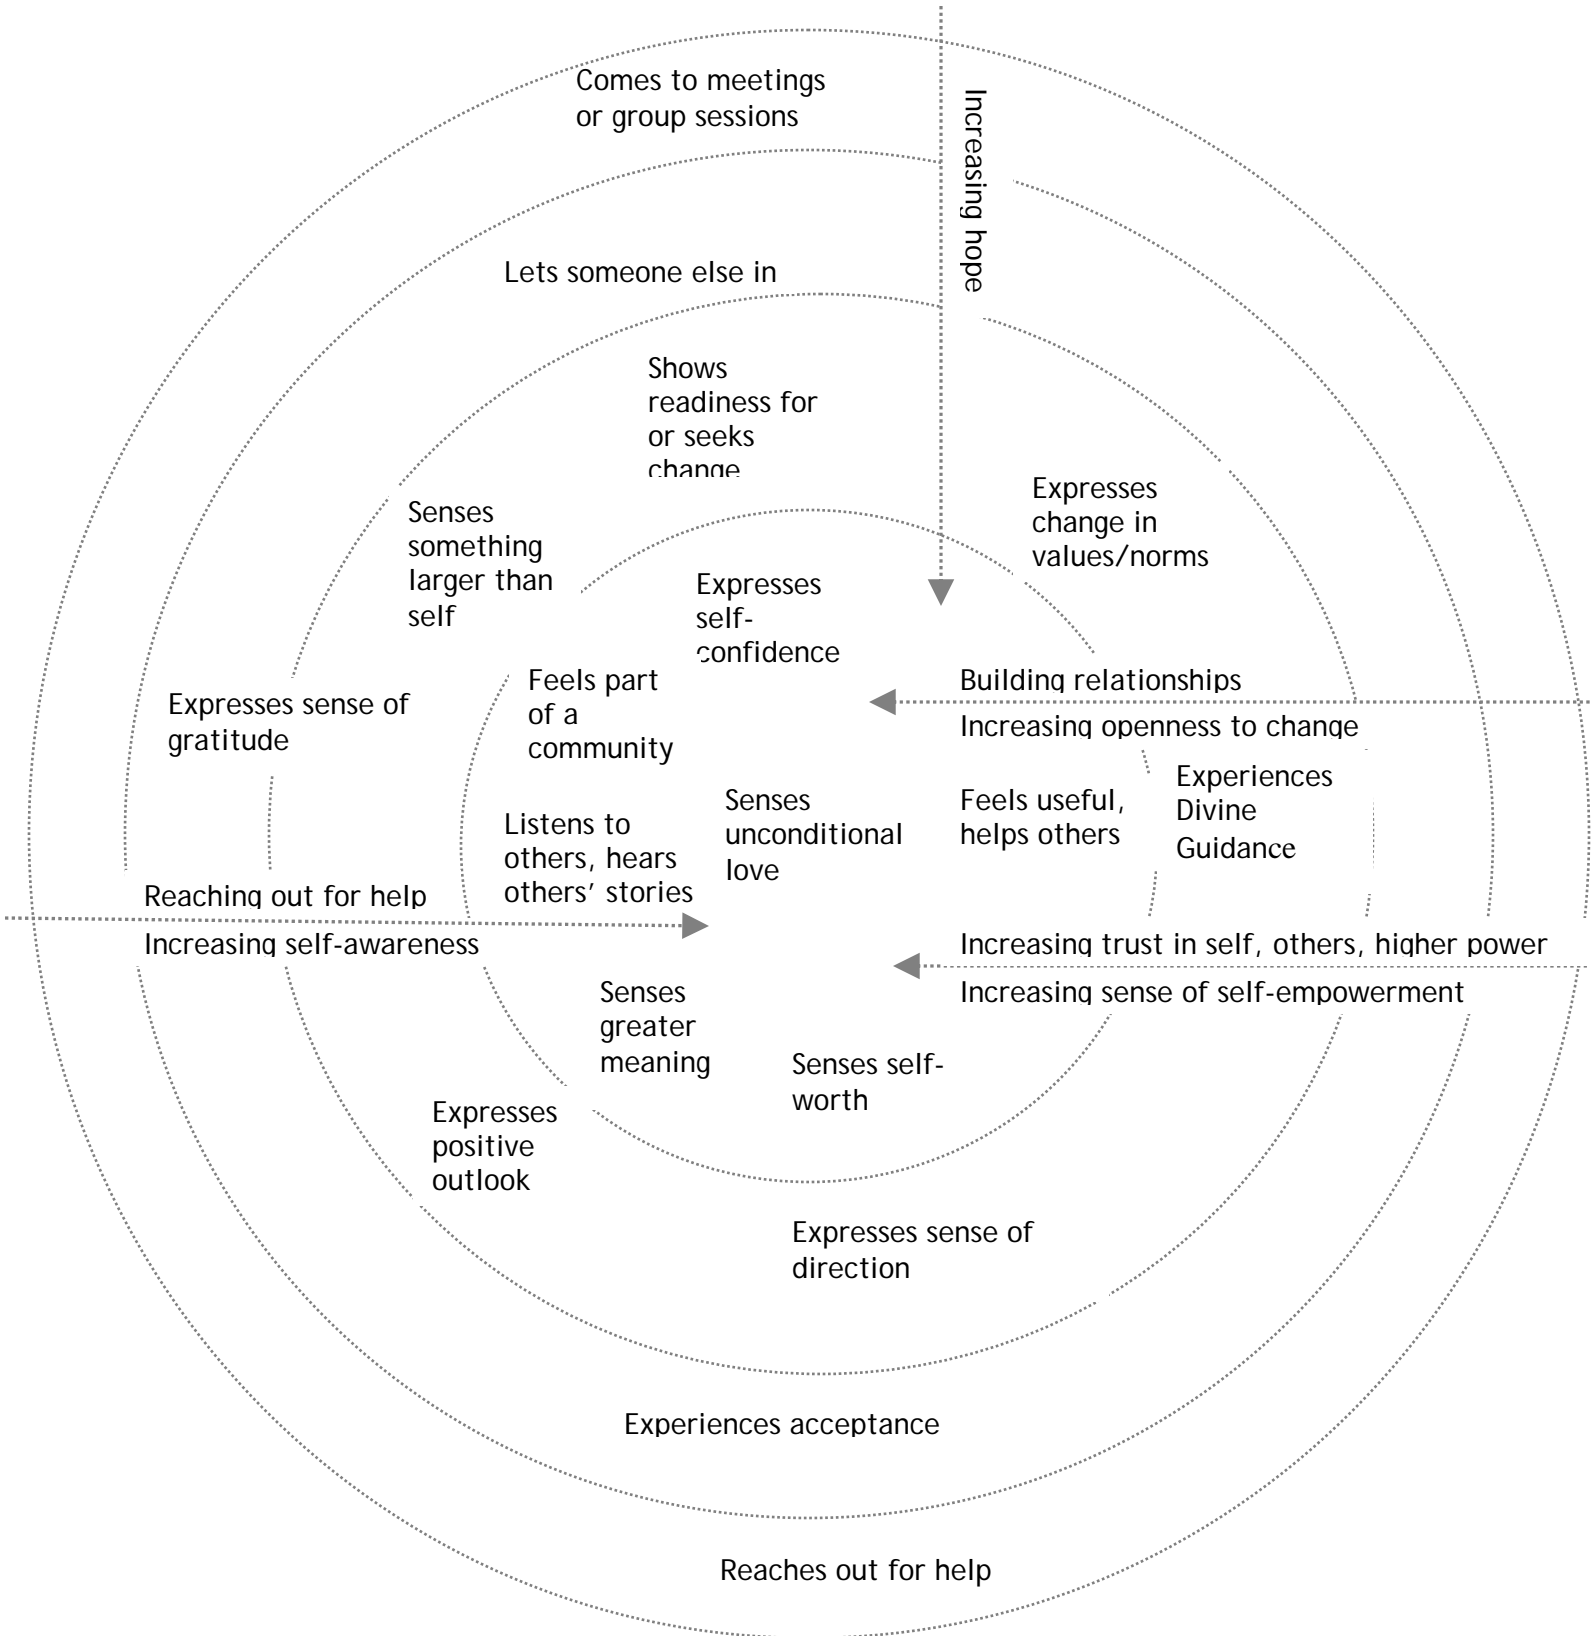 Comes to meetings
or group sessions
Increasing hope
Lets someone else in
Shows
readiness for
or seeks
change
Expresses
change in
values/norms
Senses
something
larger than
self
Expresses
self-
confidence
Feels part
of a
community
Expresses sense of
gratitude
Building relationships
Increasing openness to change
Experiences
Divine
Guidance
Feels useful,
helps others
Senses
unconditional
love
Listens to
others, hears
others’ stories
Reaching out for help
Increasing self-awareness
Increasing trust in self, others, higher power
Increasing sense of self-empowerment
Senses
greater
meaning
Senses self-
worth
Expresses
positive
outlook
Expresses sense of
direction
Experiences acceptance
Reaches out for help